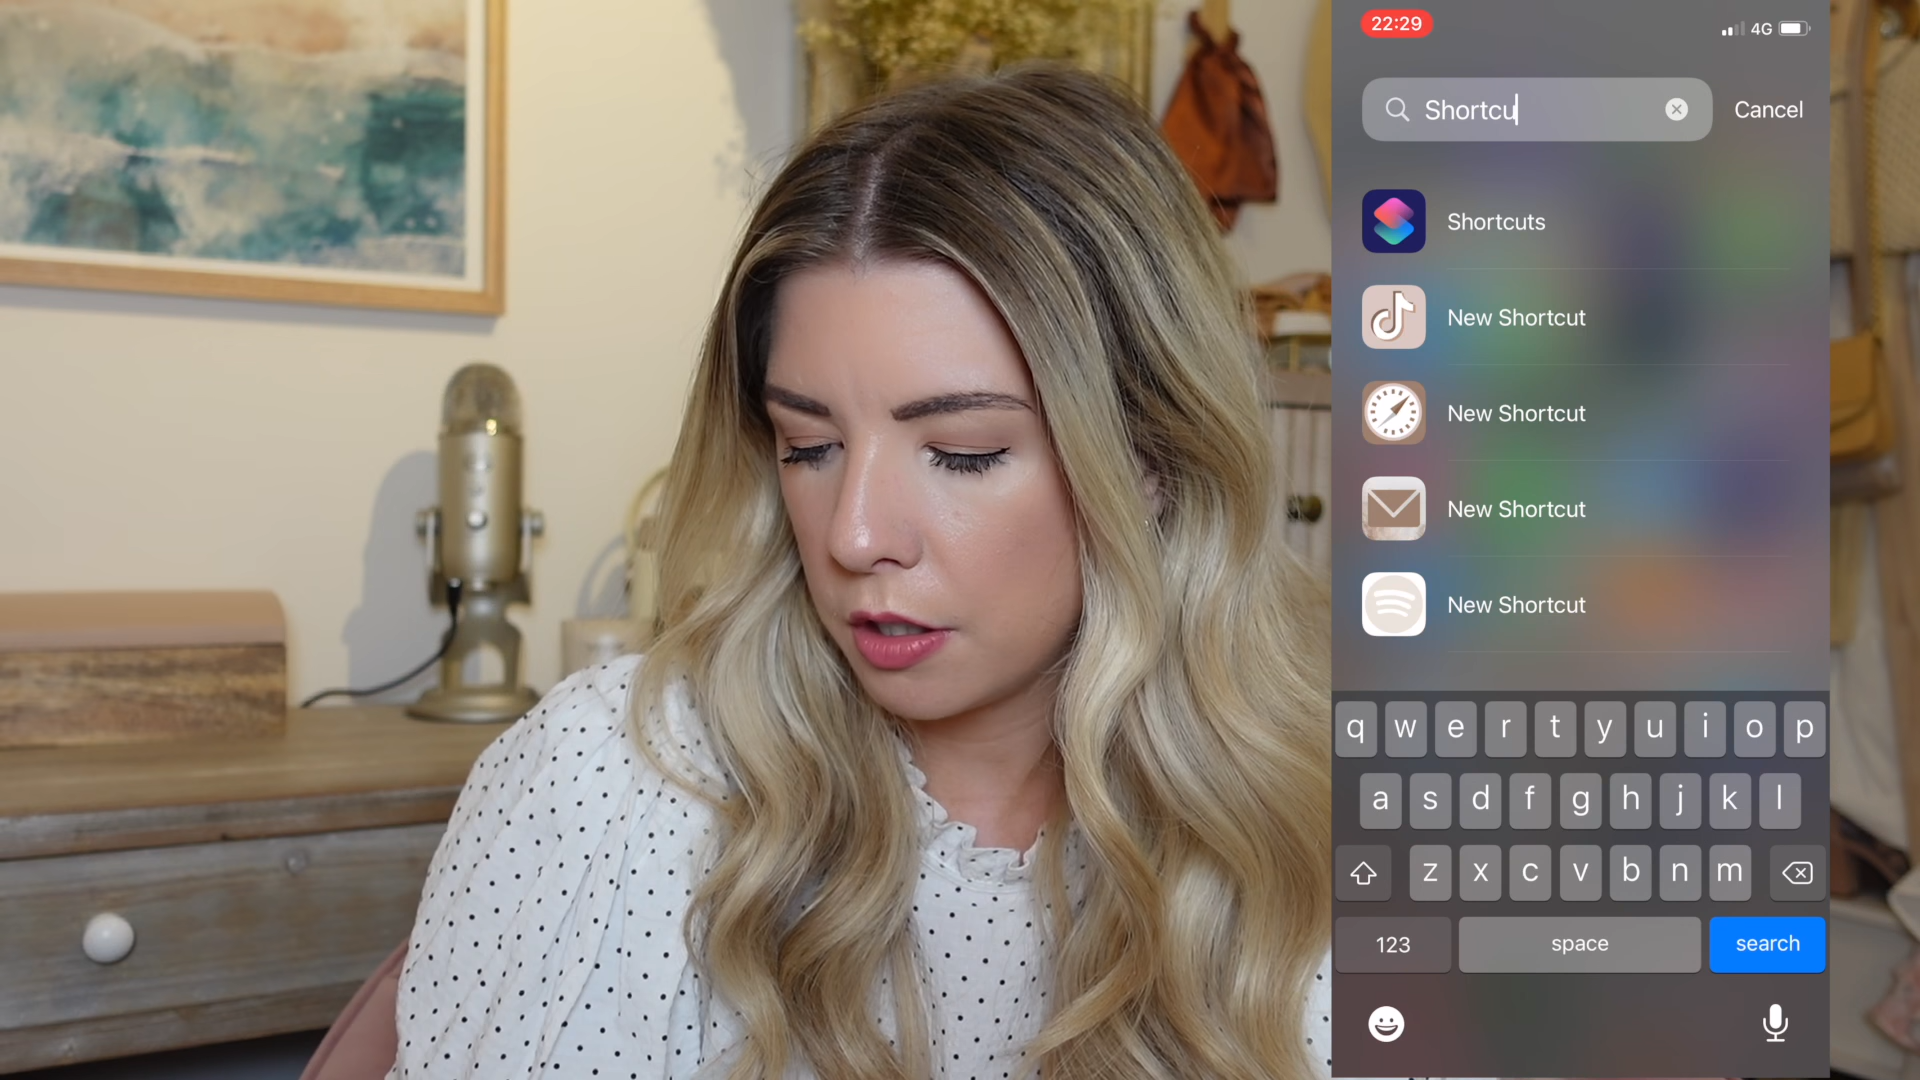 22:29
4G
Shortcu
Cancel
Shortcuts
New Shortcut
New Shortcut
New Shortcut
New Shortcut
q w e r t y u i o p
a s d f g h j k l
z x c v b n m
123 space search